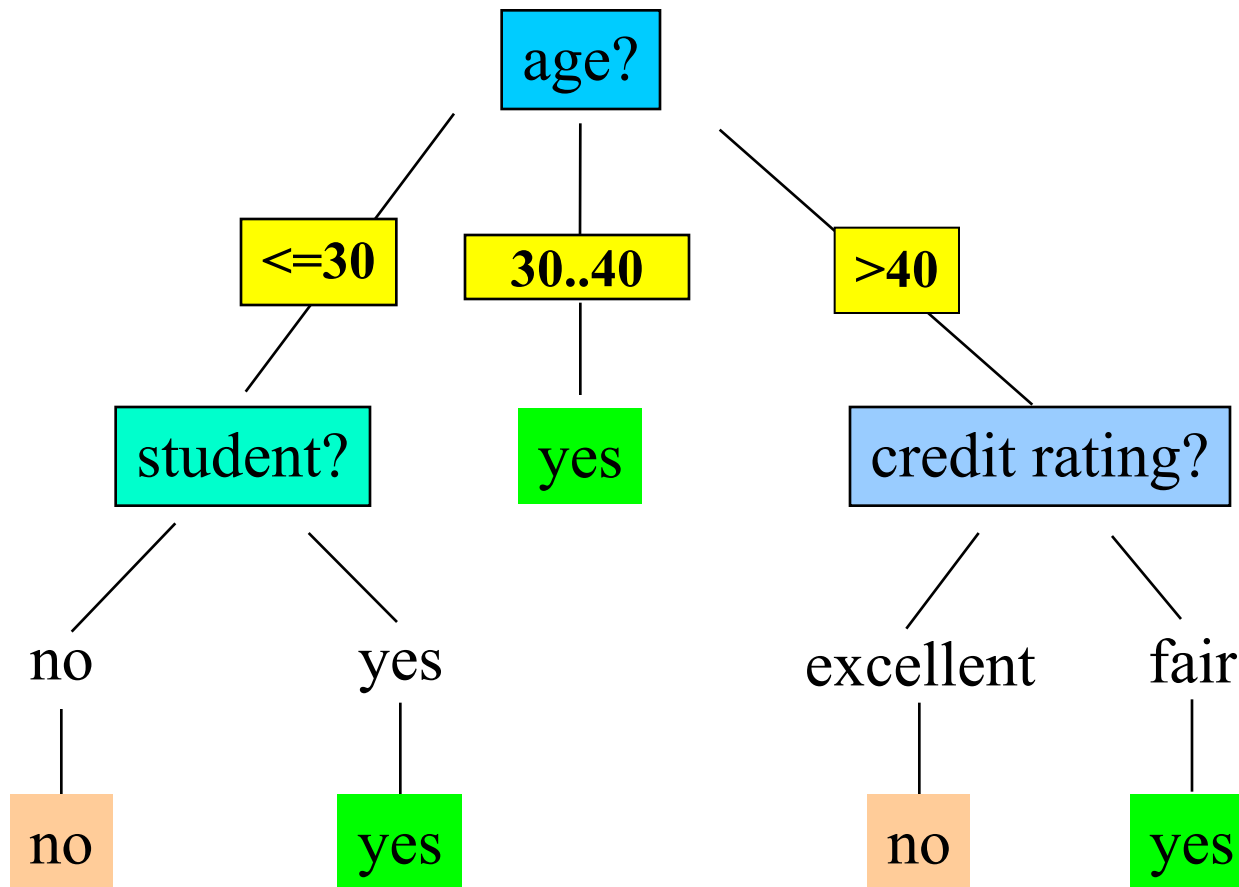 age?
<=30
30..40
>40
student?
yes
credit rating?
no
yes
excellent
fair
no
yes
no
yes